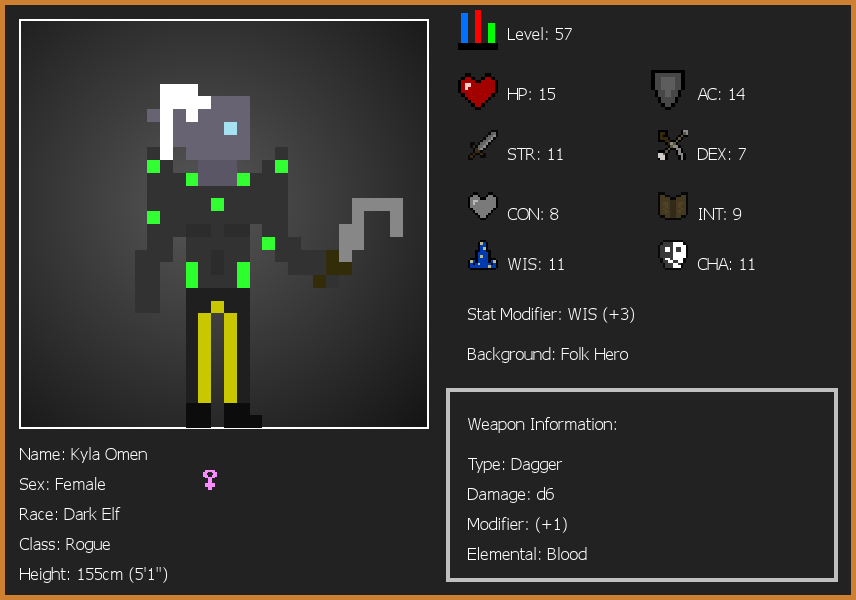 Level: 57
HP: 15
AC: 14
STR: 11
DEX: 7
CON: 8
INT: 9
WIS: 11
CHA: 11
Stat Modifier: WIS (+3)
Background: Folk Hero
Weapon Information:
Type: Dagger
Damage: d6
Modifier: (+1)
Elemental: Blood
Name: Kyla Omen
Sex: Female
Race: Dark Elf
Class: Rogue
Height: 155cm (5'1")